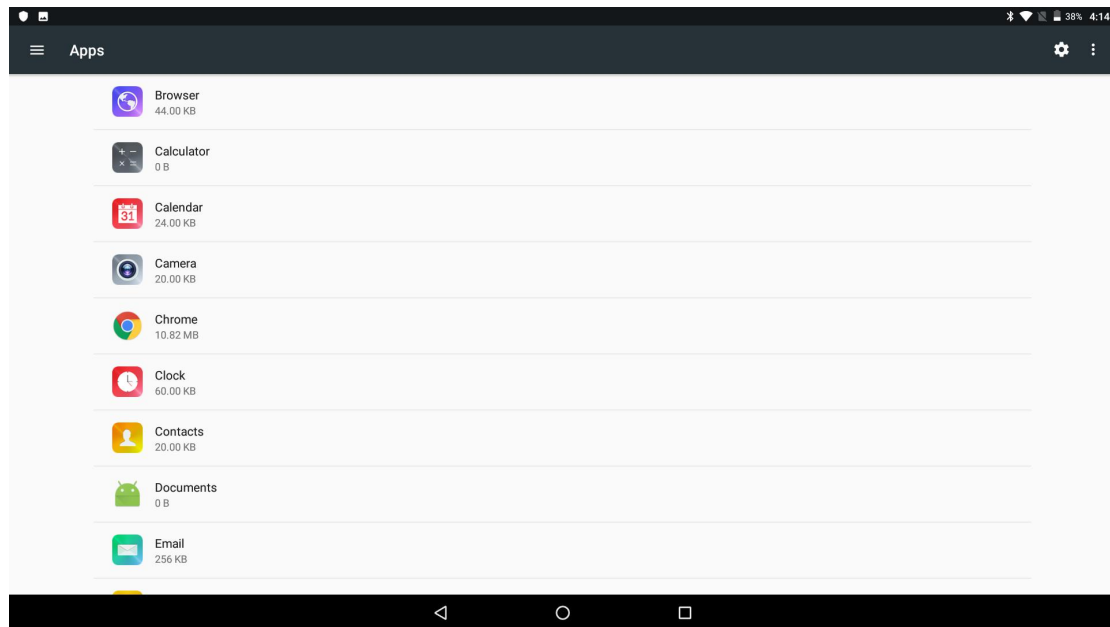 38% 4:14
Apps
Browser
44.00 KB
Calculator
0 B
31
Calendar
24.00 KB
Camera
20.00 KB
Chrome
10.82 MB
Clock
60.00 KB
Contacts
20.00 KB
Documents
0 B
Email
256 KB